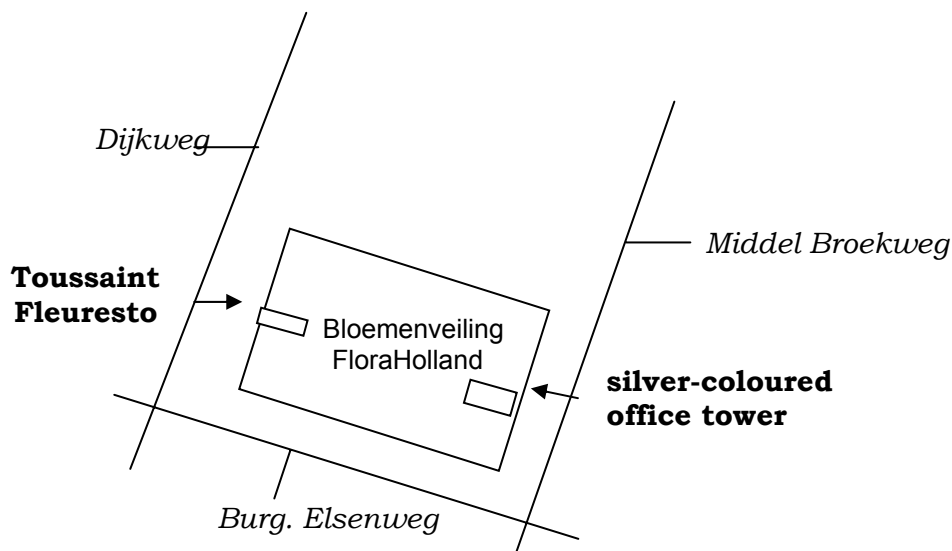 Dijkweg
Middel Broekweg
Toussaint
Fleuresto
Bloemenveiling
FloraHolland
silver-coloured
office tower
Burg. Elsenweg